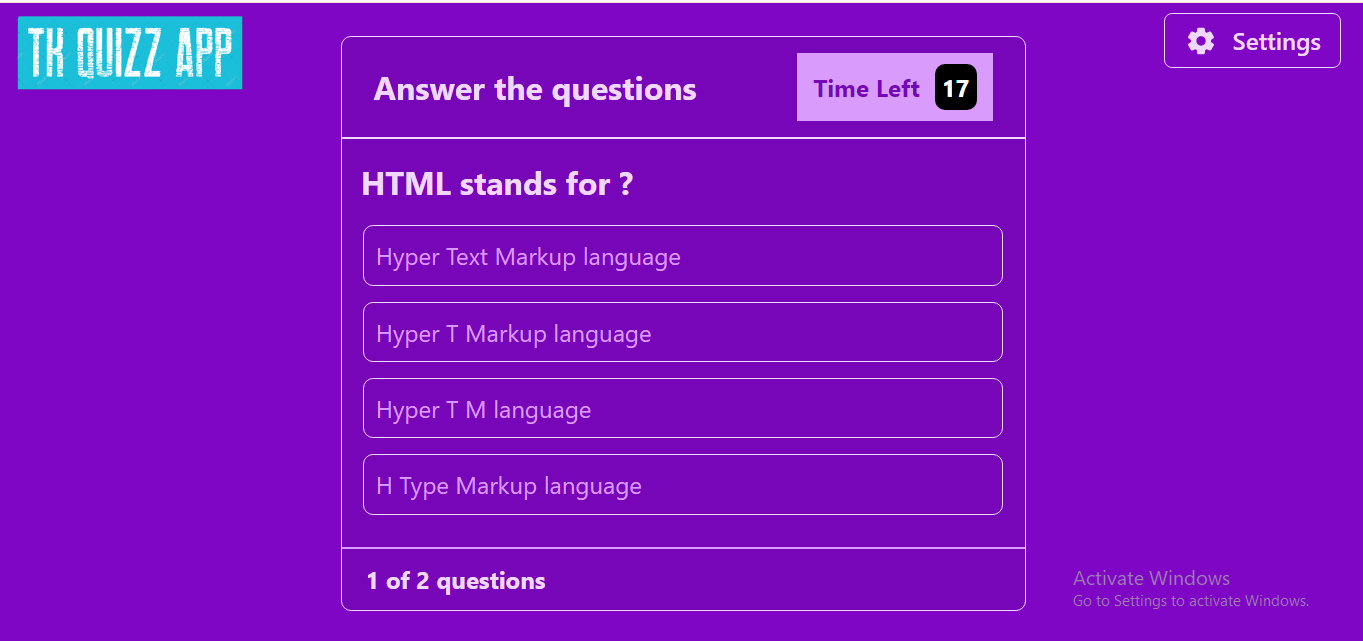 TK QUIZZ APP
Settings
Answer the questions
Time Left 17
HTML stands for ?
Hyper Text Markup language
Hyper T Markup language
Hyper T M language
H Type Markup language
1 of 2 questions
Activate Windows
Go to Settings to activate Windows.